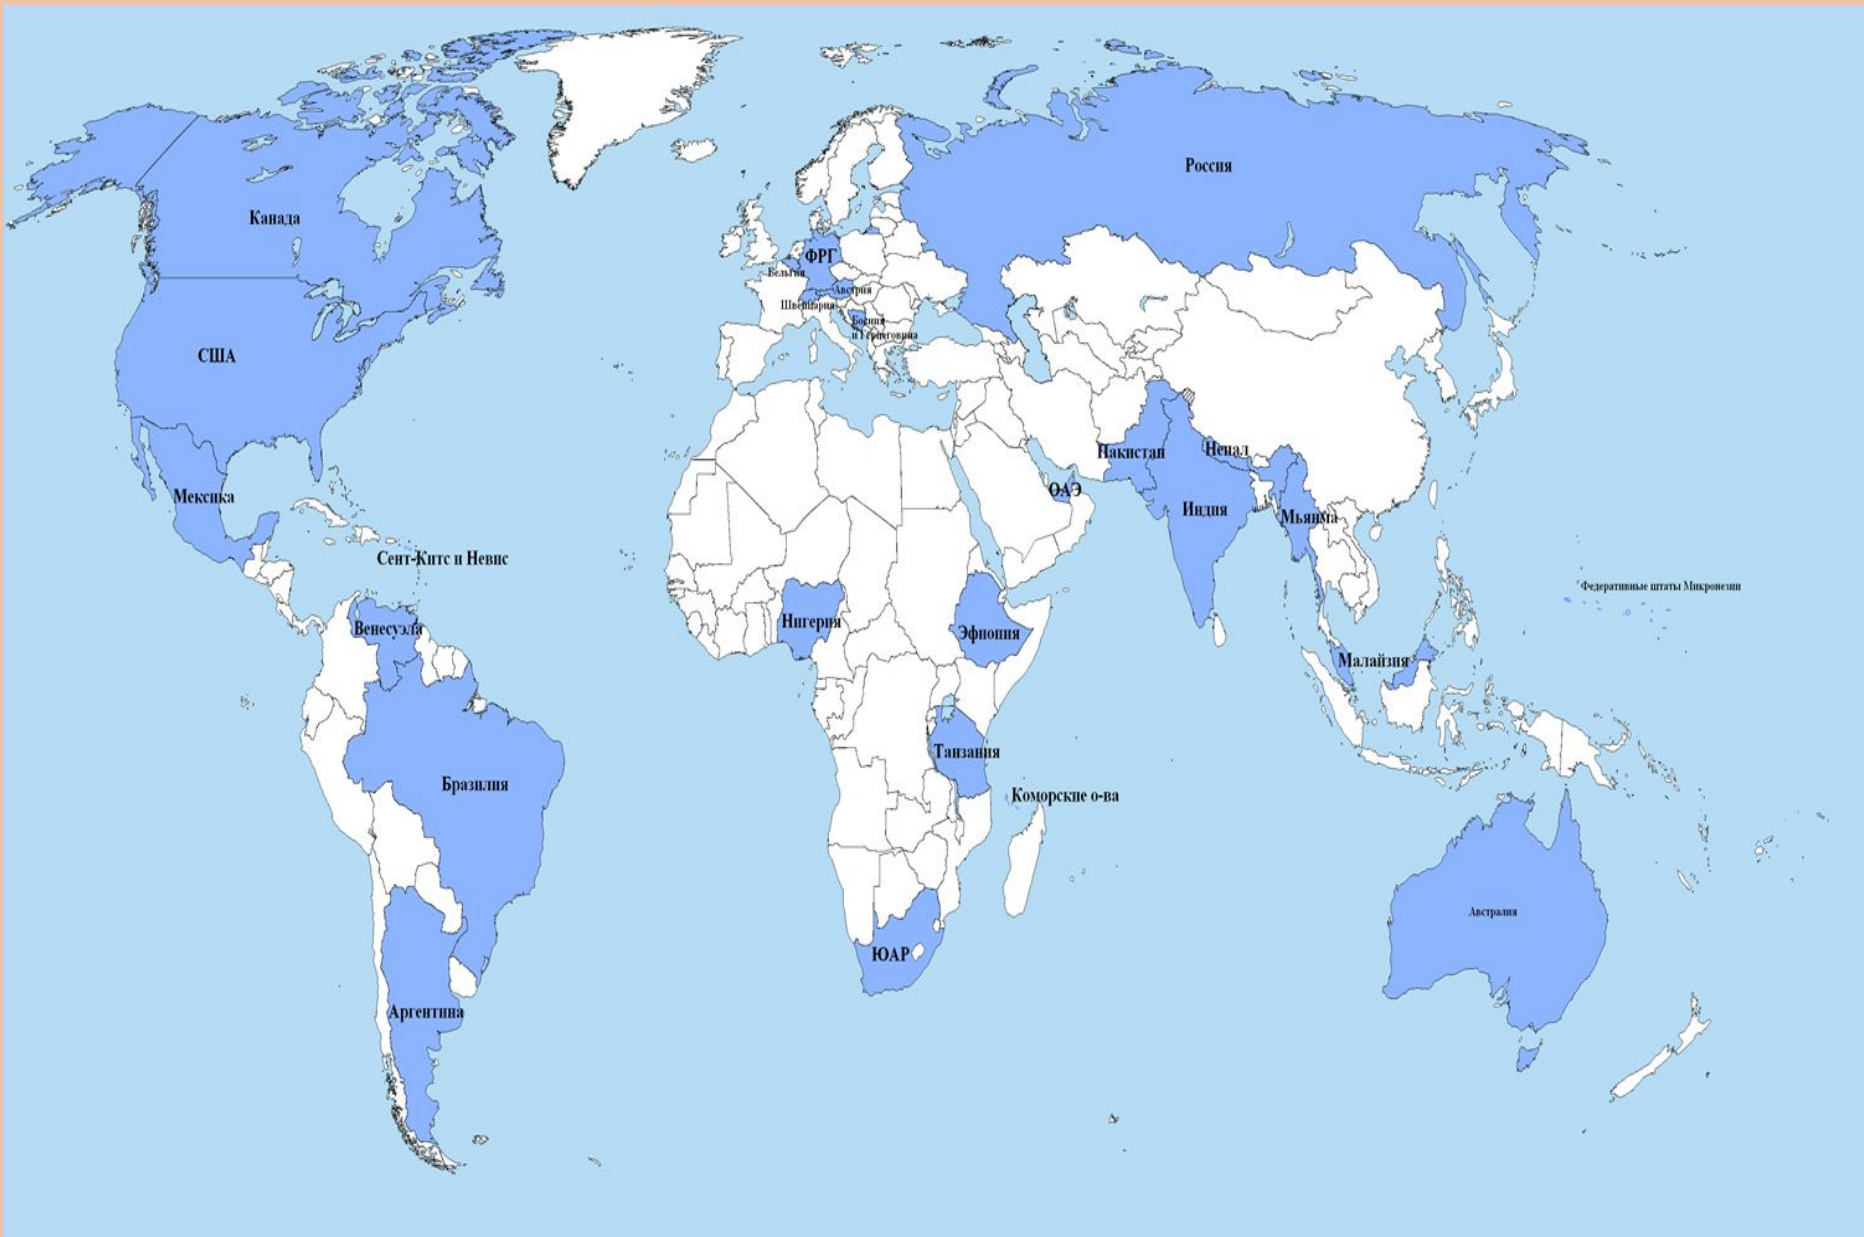 Россия
Канада
ФРГ
Бельгия
Австрия
Швейцария
Босния
и Герцеговина
США
Пакистан
Непал
ОАЭ
Мексика
Индия
Мьянма
Сент-Китс и Невис
Федеративные штаты Микронезии
Венесуэла
Нигерия
Эфиопия
Малайзия
Танзания
Бразилия
Коморские о-ва
Австралия
ЮАР
Аргентина